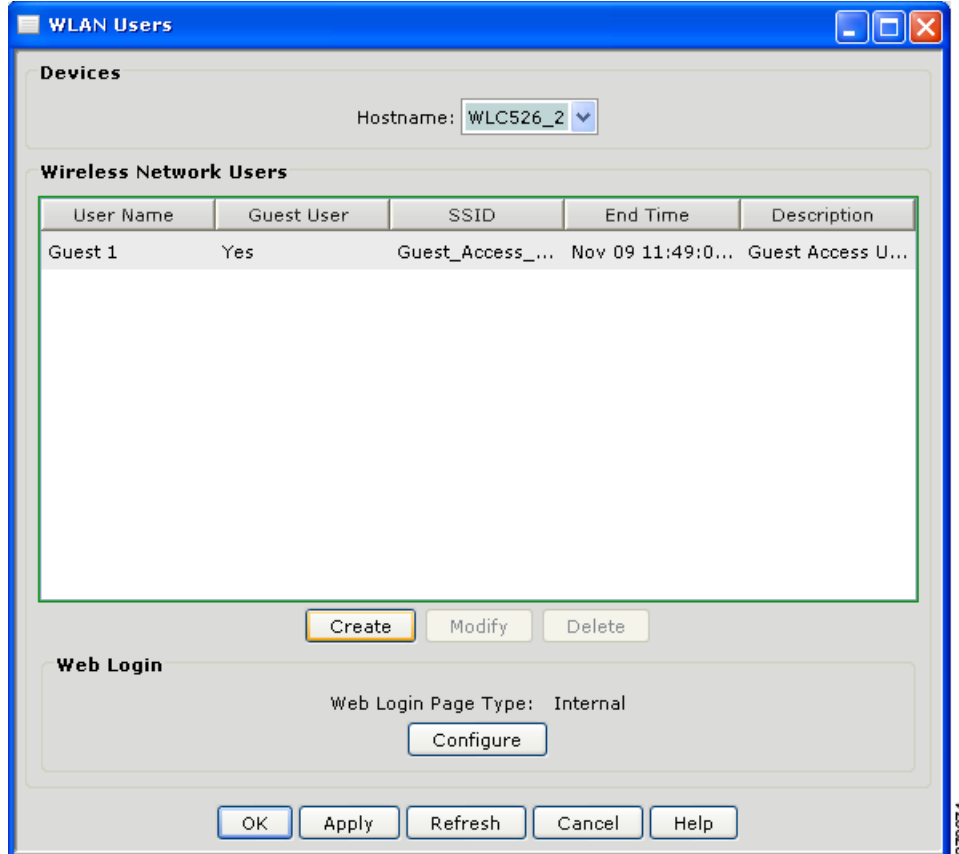 WLAN Users
Devices
Hostname: WLC526_2
Wireless Network Users
User Name Guest User SSID End Time Description
Guest 1 Yes Guest_Access_... Nov 09 11:49:0... Guest Access U...
Create Modify Delete
Web Login
Web Login Page Type: Internal
Configure
OK Apply Refresh Cancel Help